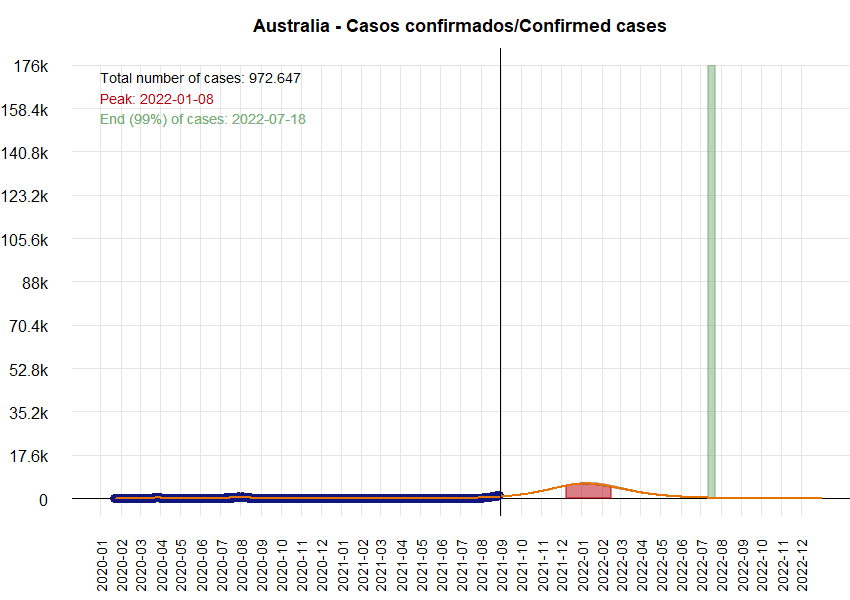 Australia - Casos confirmados/Confirmed cases
176k
Total number of cases: 972.647
Peak: 2022-01-08
158.4k
End (99%) of cases: 2022-07-18
140.8k
123.2k
105.6k
88k
70.4k
52.8k
35.2k
17.6k
0
2020-01
2020-02
2020-03
2020-04
2020-05
2020-06
2020-07
2020-08
2020-09
2020-10
2020-11
2020-12
2021-01
2021-02
2021-03
2021-04
2021-05
2021-06
2021-07
2021-08
2021-09
2021-10
2021-11
2021-12
2022-01
2022-02
2022-03
2022-04
2022-05
2022-06
2022-07
2022-08
2022-09
2022-10
2022-11
2022-12